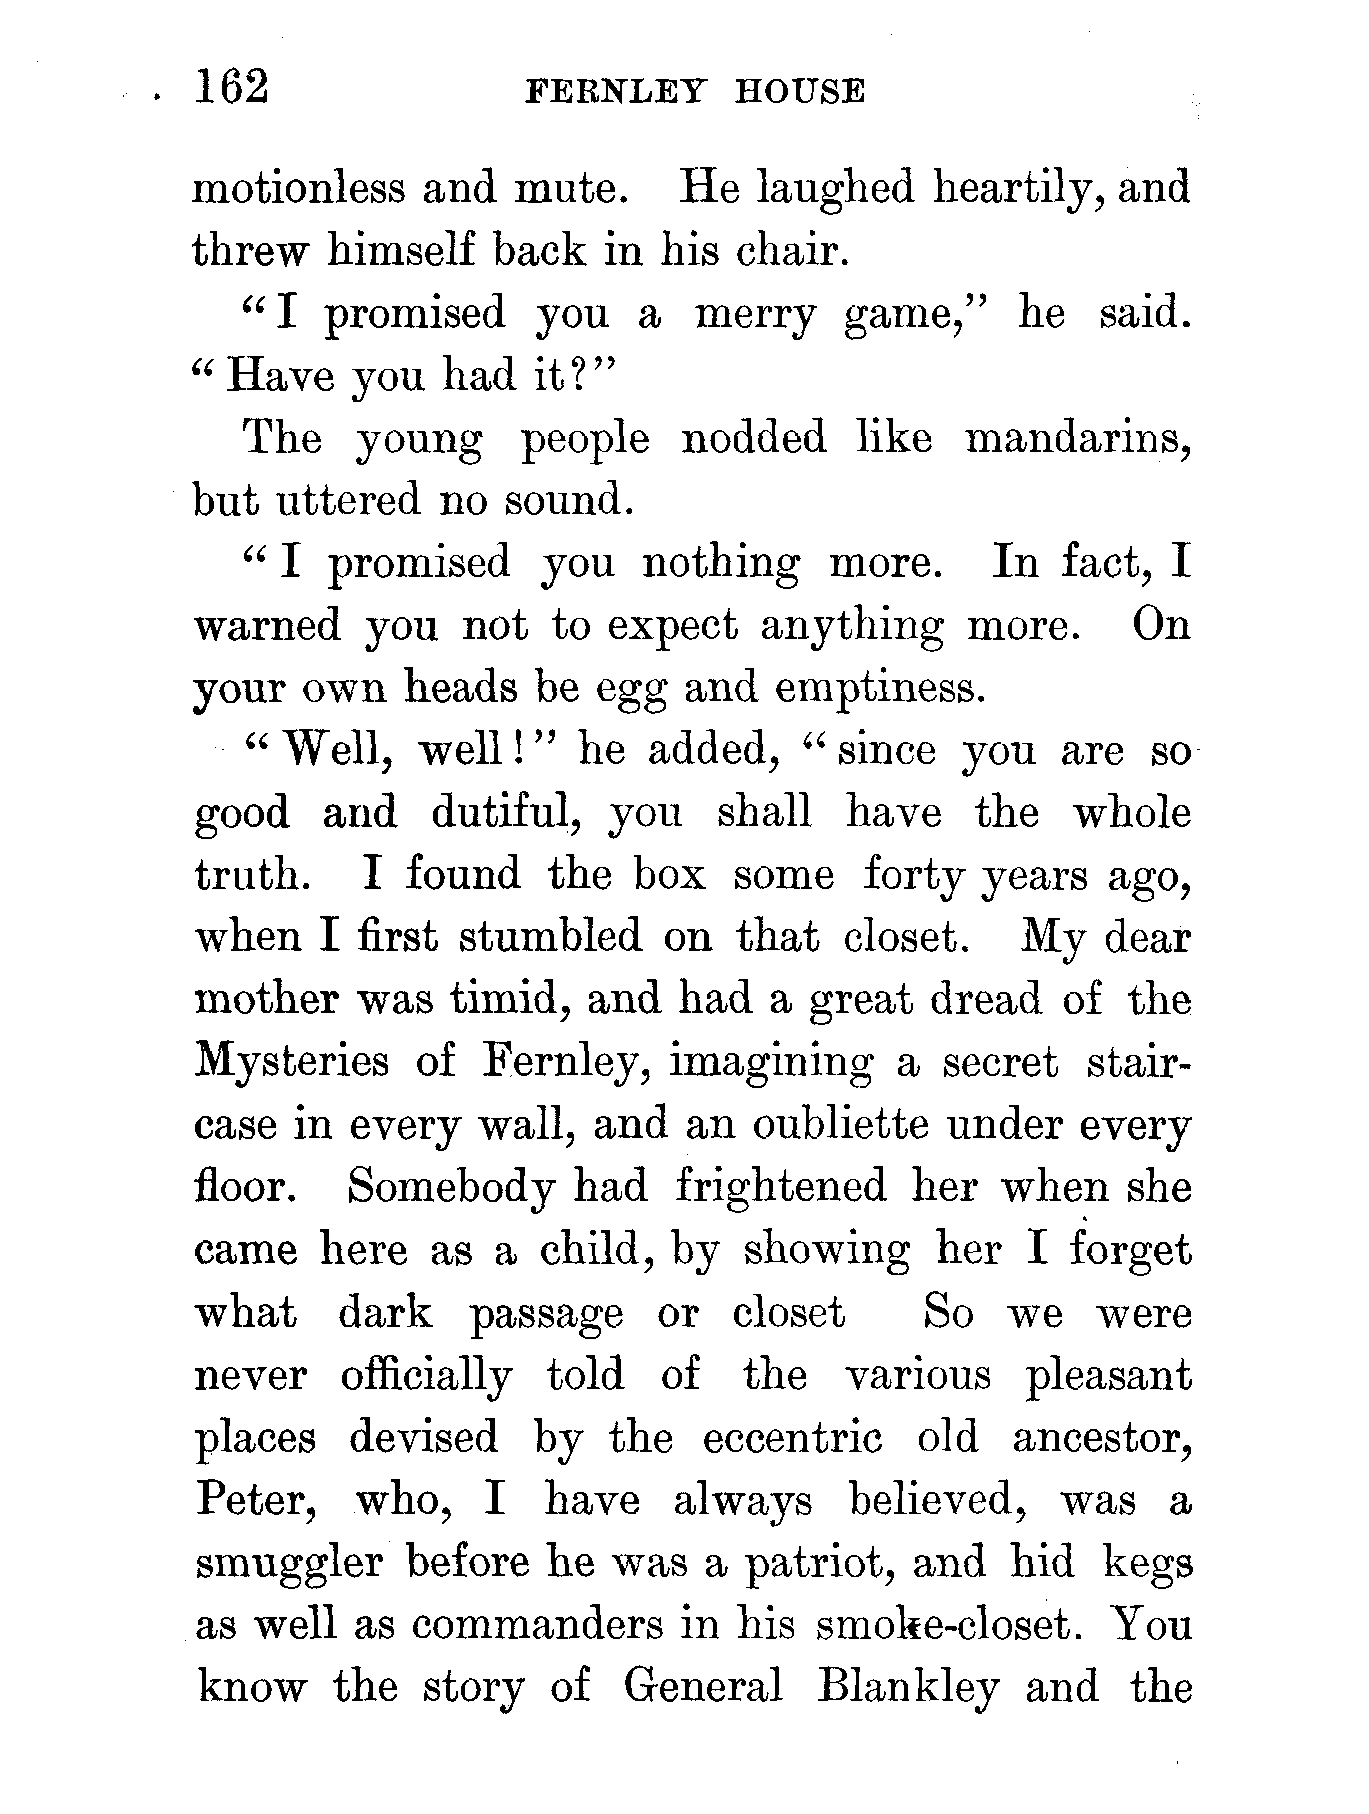 162 FERNLEY HOUSE
motionless and mute. He laughed heartily, and
threw himself back in his chair.
"I promised you a merry game," he said.
"Have you had it?"
The young people nodded like mandarins,
but uttered no sound.
"I promised you nothing more. In fact, I
warned you not to expect anything more. On
your own heads be egg and emptiness.
"Well, well!" he added, "since you are so
good and dutiful, you shall have the whole
truth. I found the box some forty years ago,
when I first stumbled on that closet. My dear
mother was timid, and had a great dread of the
Mysteries of Fernley, imagining a secret stair-
case in every wall, and an oubliette under every
floor. Somebody had frightened her when she
came here as a child, by showing her I forget
what dark passage or closet So we were
never officially told of the various pleasant
places devised by the eccentric old ancestor,
Peter, who, I have always believed, was a
smuggler before he was a patriot, and hid kegs
as well as commanders in his smoke-closet. You
know the story of General Blankley and the